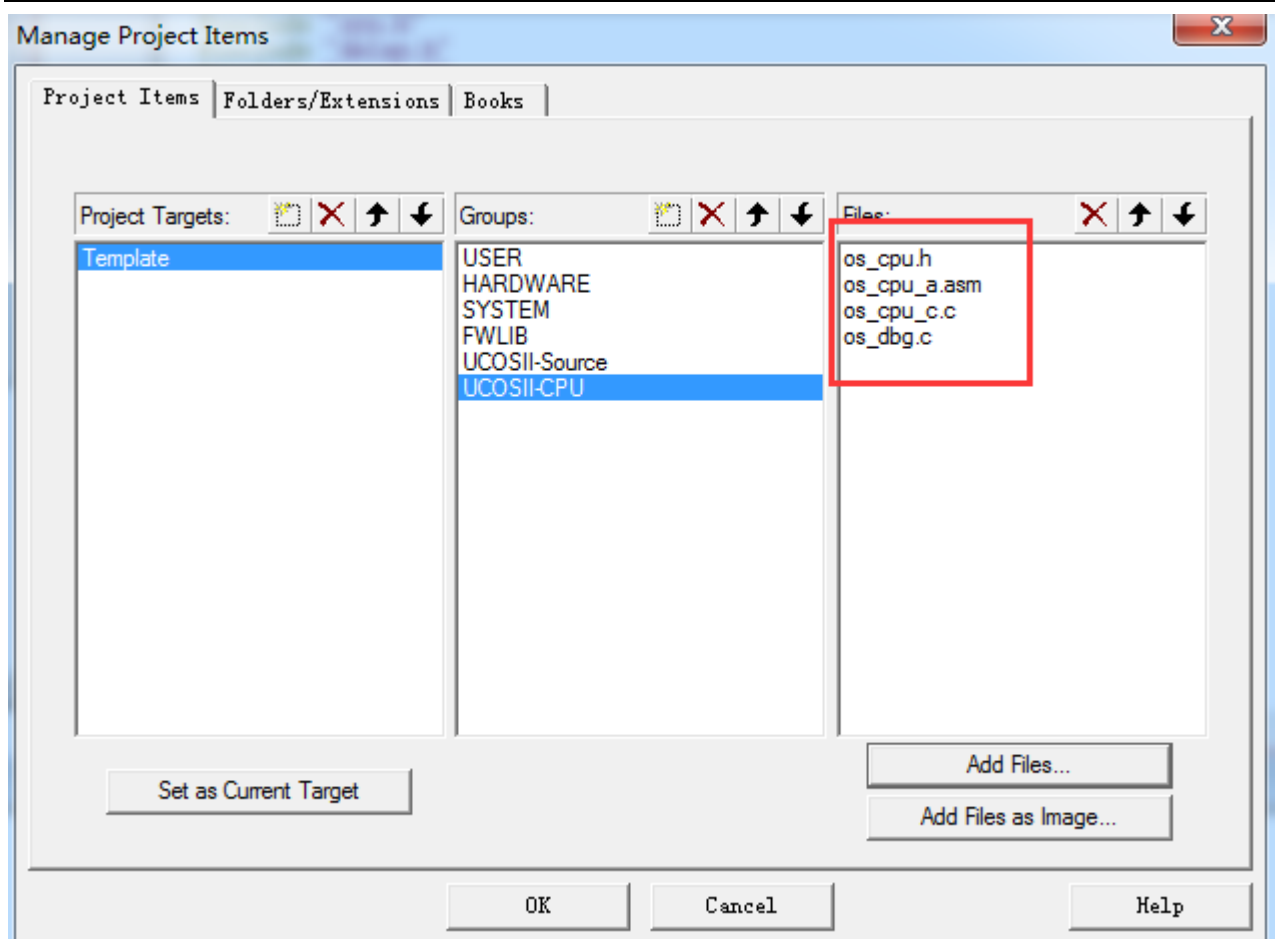 Manage Project Items
Project Items Folders/Extensions Books
Project Targets:
Template
Set as Current Target
Groups:
USER
HARDWARE
SYSTEM
FWLIB
UCOSII-Source
UCOSII-CPU
Files:
os_cpu.h
os_cpu_a.asm
os_cpu_c.c
os_dbg.c
Add Files...
Add Files as Image...
OK Cancel Help